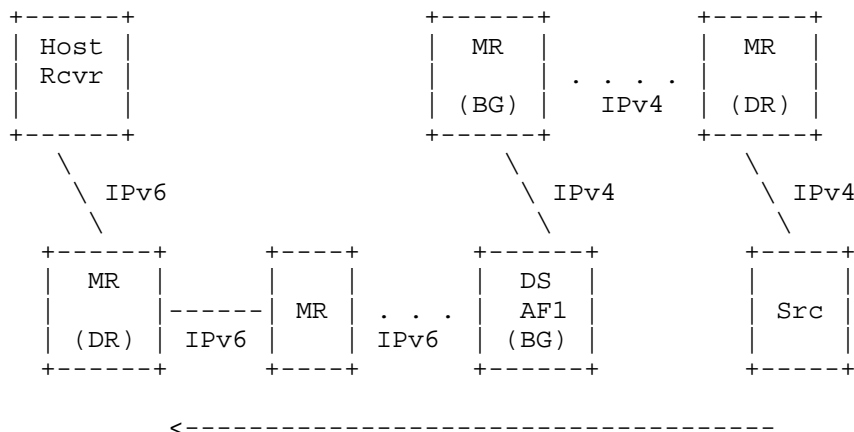 +------+ +------+ +------+
| Host | | MR | | MR |
| Rcvr | | | . . . . | |
| | | (BG) | IPv4 | (DR) |
+------+ +------+ +------+
\ \ \
\ IPv6 \ IPv4 \ IPv4
\ \ \
+------+ +----+ +------+ +-----+
| MR | | | | DS | | |
| |------| MR | . . . | AF1 | | Src |
| (DR) | IPv6 | | IPv6 | (BG) | | |
+------+ +----+ +------+ +-----+
<-------------------------------------